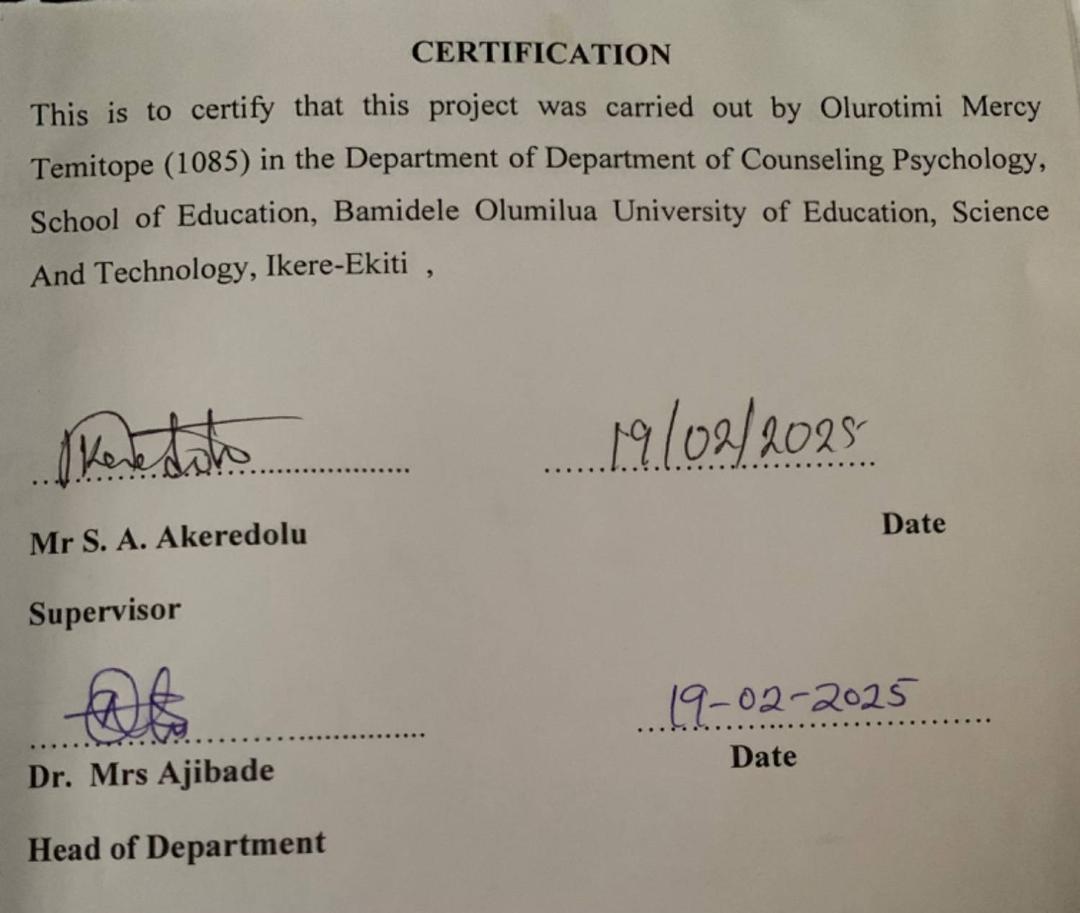 CERTIFICATION
This is to certify that this project was carried out by Olurotimi Mercy
Temitope (1085) in the Department of Department of Counseling Psychology,
School of Education, Bamidele Olumilua University of Education, Science
And Technology, Ikere-Ekiti ,
19/02/2025
Mr S. A. Akeredolu
Date
Supervisor
19-02-2025
Dr. Mrs Ajibade
Date
Head of Department